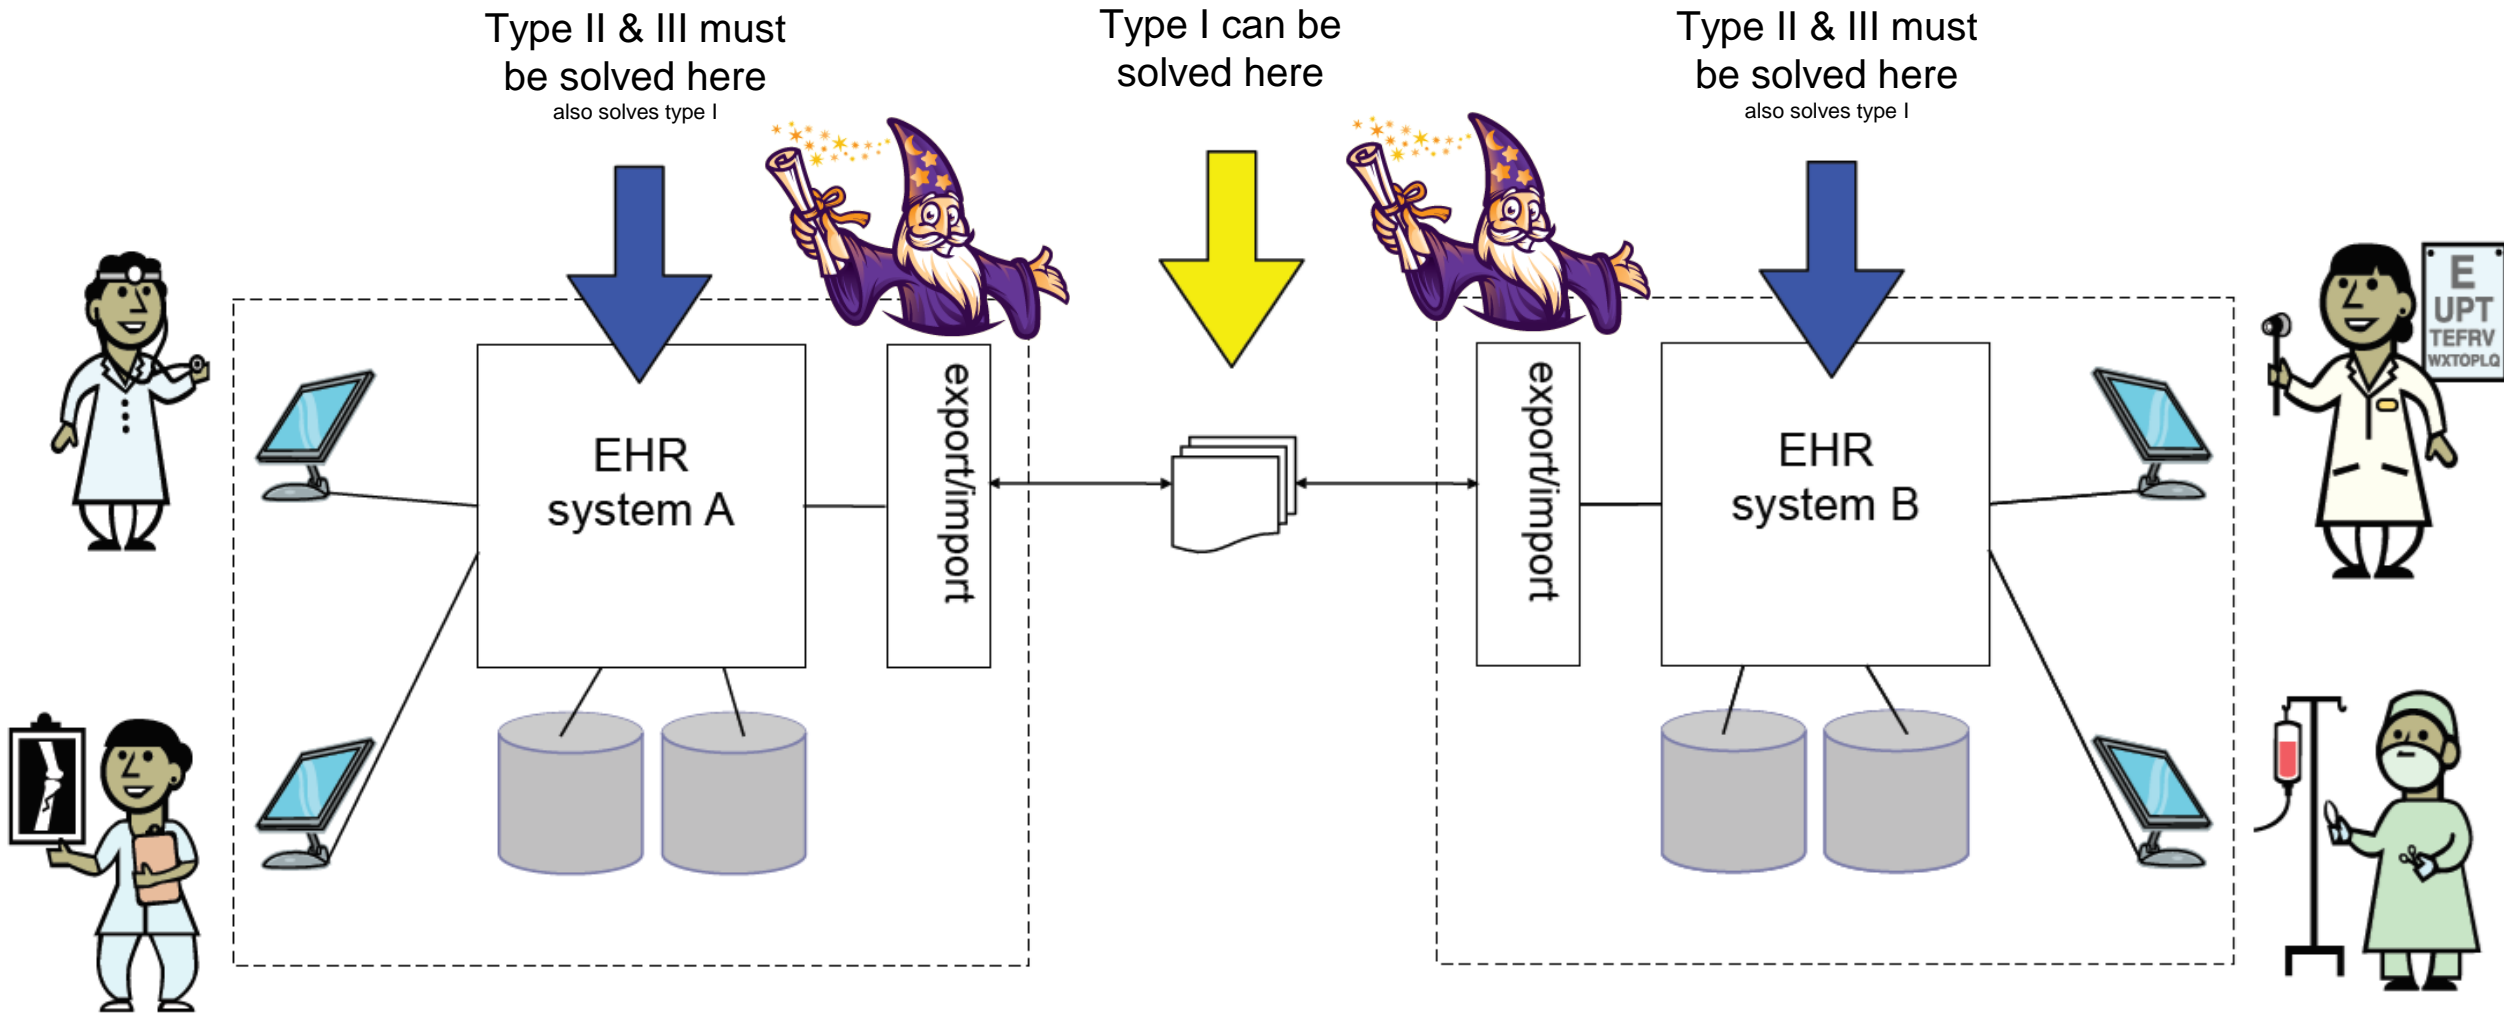 Type II & III must
be solved here
also solves type I
Type I can be
solved here
Type II & III must
be solved here
also solves type I
EHR
system A
export/import
export/import
EHR
system B
E
UPT
TEFRV
WXTOPLQ